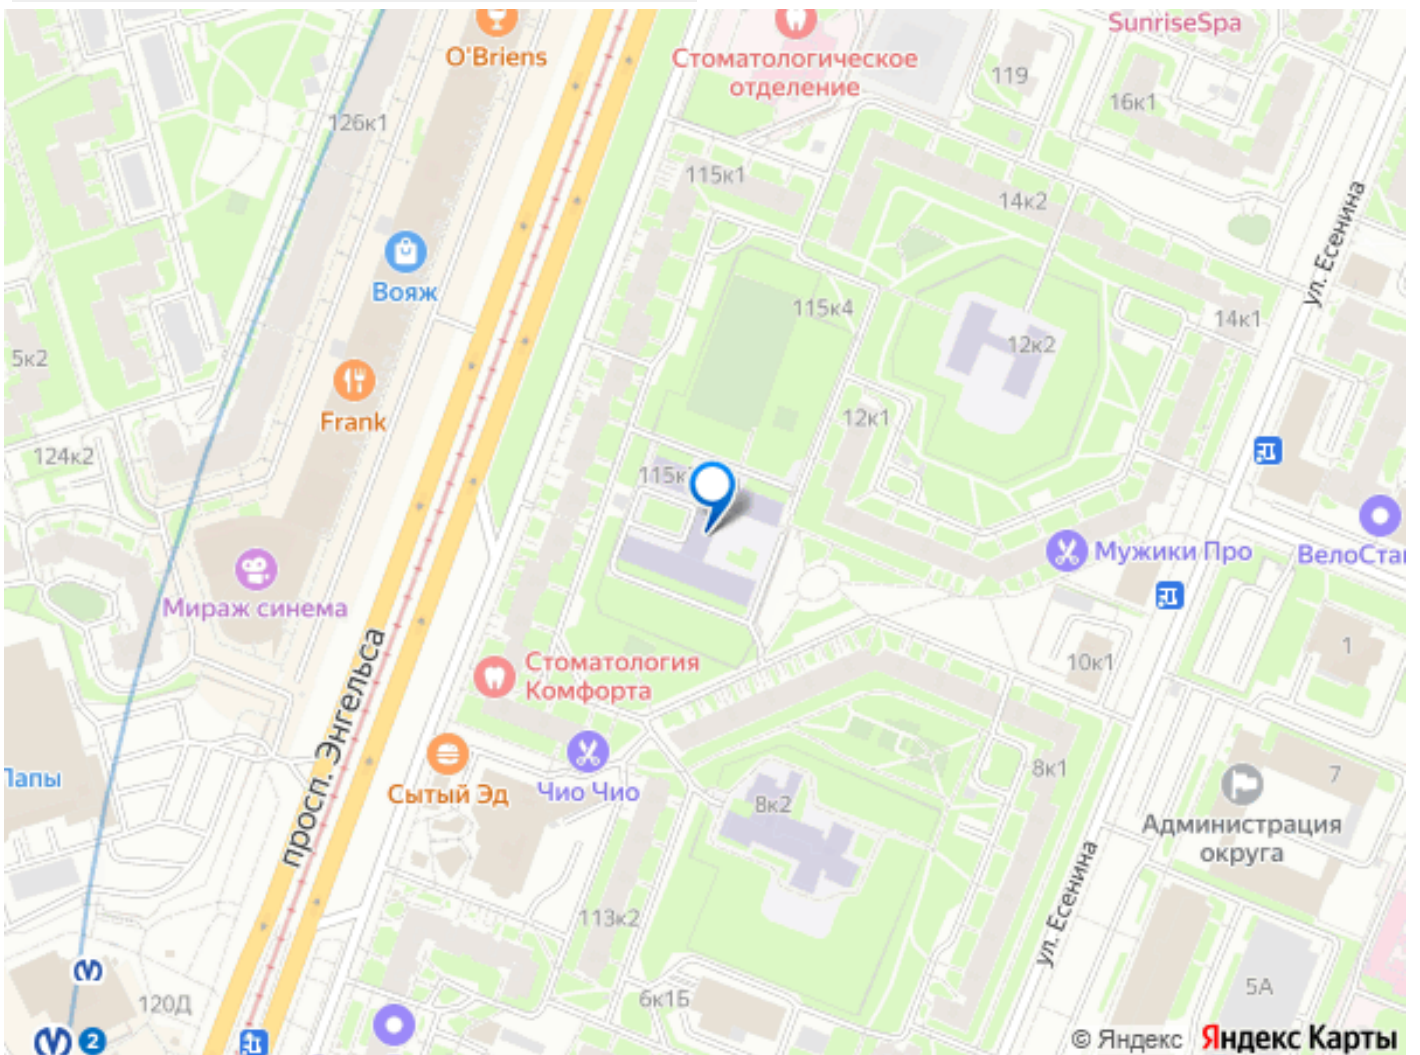 SunriseSpa
O'Briens
Стоматологическое
отделение
119
16к1
126к1
115к1
14к2
ул. Есенина
Вояж
115к4
14к1
5к2
12к2
Frank
12к1
124к2
115к
Мужики Про
ВелоСта
Мираж синема
просп. Энгельса
Стоматология
Комфорта
10к1
1
Папы
Сытый Эд
Чио Чио
8к2
8к1
7
Администрация
округа
ул. Есенина
113к2
120Д
6к1Б
5А
2
© Яндекс Яндекс Карты